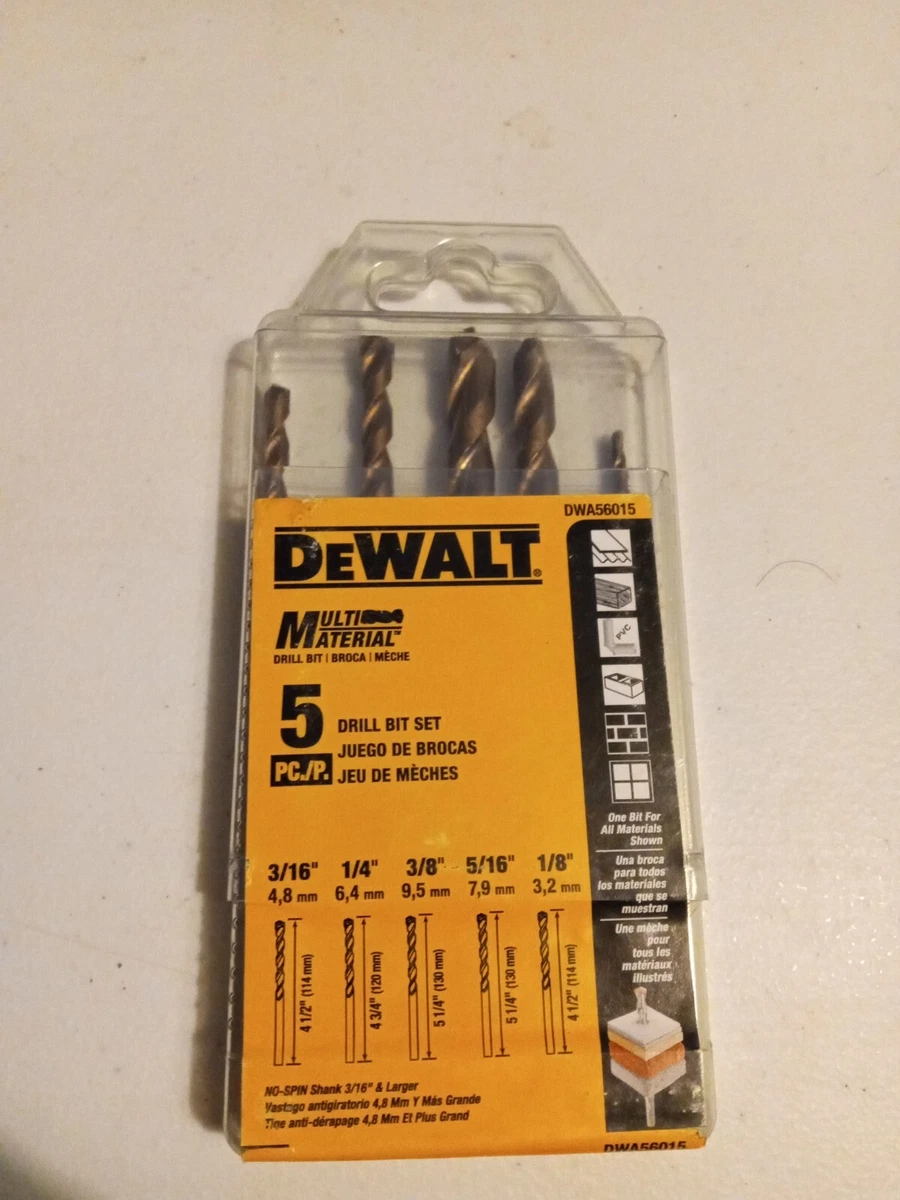 DWA56015
DEWALT®
MULTI
MATERIAL™
DRILL BIT | BROCA | MÈCHE
5
PC./P.
DRILL BIT SET
JUEGO DE BROCAS
JEU DE MÈCHES
PVC
One Bit For
All Materials
Shown
Una broca
para todos
los materiales
que se
muestran
Une mèche
pour
tous les
matériaux
illustrés
3/16" 1/4" 3/8" 5/16" 1/8"
4,8 mm 6,4 mm 9,5 mm 7,9 mm 3,2 mm
4 1/2" (114 mm)
4 3/4" (120 mm)
5 1/4" (130 mm)
5 1/4" (130 mm)
4 1/2" (114 mm)
NO-SPIN Shank 3/16" & Larger
Vastago antigiratorio 4,8 Mm Y Más Grande
Tige anti-dérapage 4,8 Mm Et Plus Grand
DWA56015